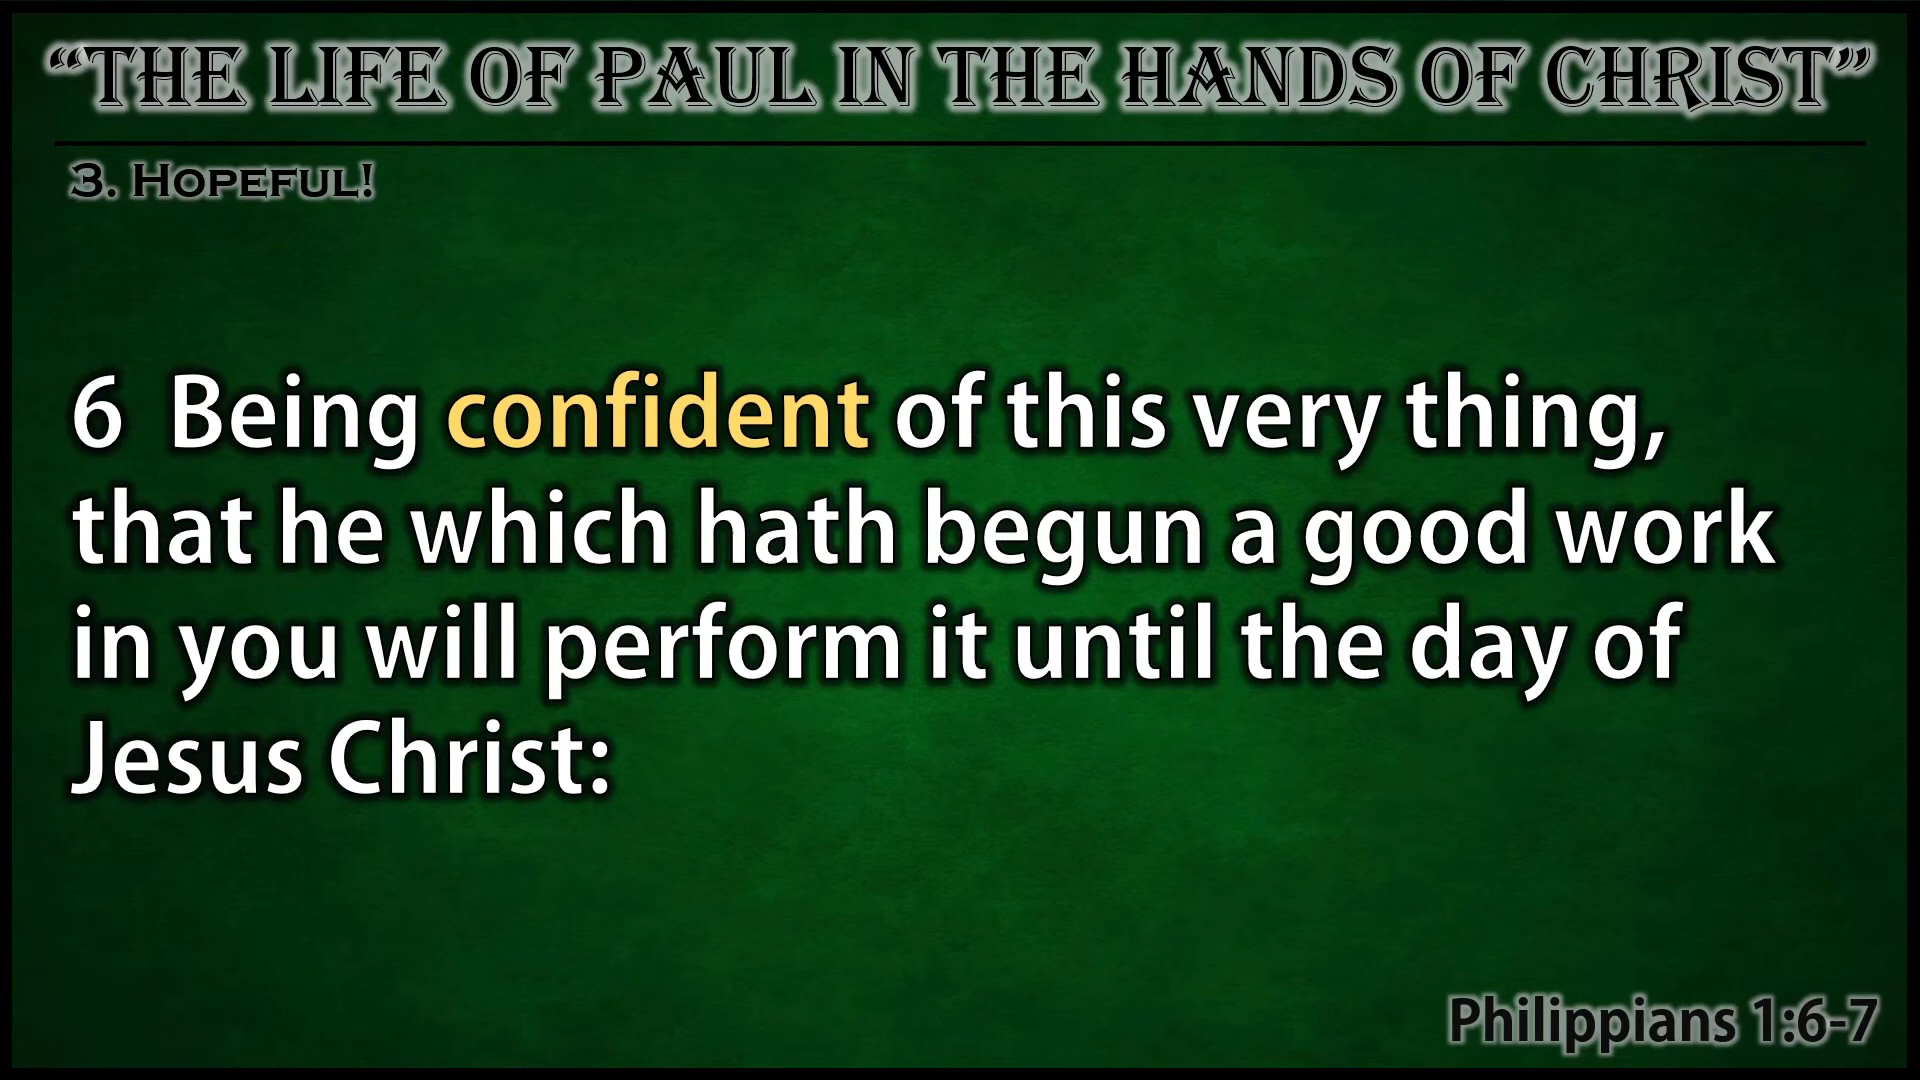 “THE LIFE OF PAUL IN THE HANDS OF CHRIST”
3. HOPEFUL!
6  Being confident of this very thing,
that he which hath begun a good work
in you will perform it until the day of
Jesus Christ:
Philippians 1:6-7